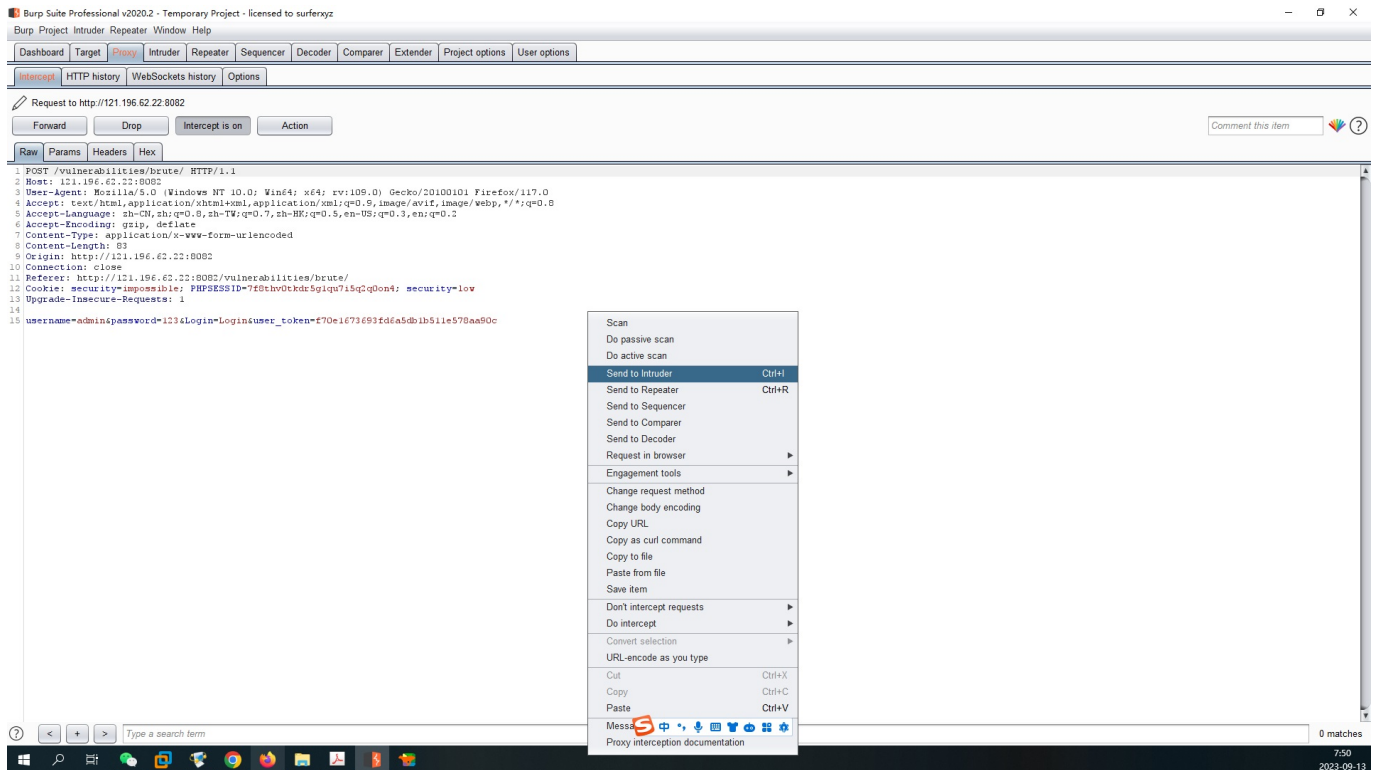 Burp Suite Professional v2020.2 - Temporary Project - licensed to surferxyz
Burp Project Intruder Repeater Window Help
Dashboard Target Proxy Intruder Repeater Sequencer Decoder Comparer Extender Project options User options
Intercept HTTP history WebSockets history Options
Request to http://121.196.62.22:8082
Forward Drop Intercept is on Action Comment this item
Raw Params Headers Hex
1 POST /vulnerabilities/brute/ HTTP/1.1
2 Host: 121.196.62.22:8082
3 User-Agent: Mozilla/5.0 (Windows NT 10.0; Win64; x64; rv:109.0) Gecko/20100101 Firefox/117.0
4 Accept: text/html,application/xhtml+xml,application/xml;q=0.9,image/avif,image/webp,*/*;q=0.8
5 Accept-Language: zh-CN,zh;q=0.8,zh-TW;q=0.7,zh-HK;q=0.5,en-US;q=0.3,en;q=0.2
6 Accept-Encoding: gzip, deflate
7 Content-Type: application/x-www-form-urlencoded
8 Content-Length: 83
9 Origin: http://121.196.62.22:8082
10 Connection: close
11 Referer: http://121.196.62.22:8082/vulnerabilities/brute/
12 Cookie: security=impossible; PHPSESSID=7f8thv0tkdr5g1qu7i5q2q0on4; security=low
13 Upgrade-Insecure-Requests: 1
14
15 username=admin&password=123&Login=Login&user_token=f70e1673693fd6a5db1b511e578aa90c
Scan
Do passive scan
Do active scan
Send to Intruder Ctrl+I
Send to Repeater Ctrl+R
Send to Sequencer
Send to Comparer
Send to Decoder
Request in browser
Engagement tools
Change request method
Change body encoding
Copy URL
Copy as curl command
Copy to file
Paste from file
Save item
Don't intercept requests
Do intercept
Convert selection
URL-encode as you type
Cut Ctrl+X
Copy Ctrl+C
Paste Ctrl+V
Messa 中
Proxy interception documentation
Type a search term 0 matches
7:50
2023-09-13